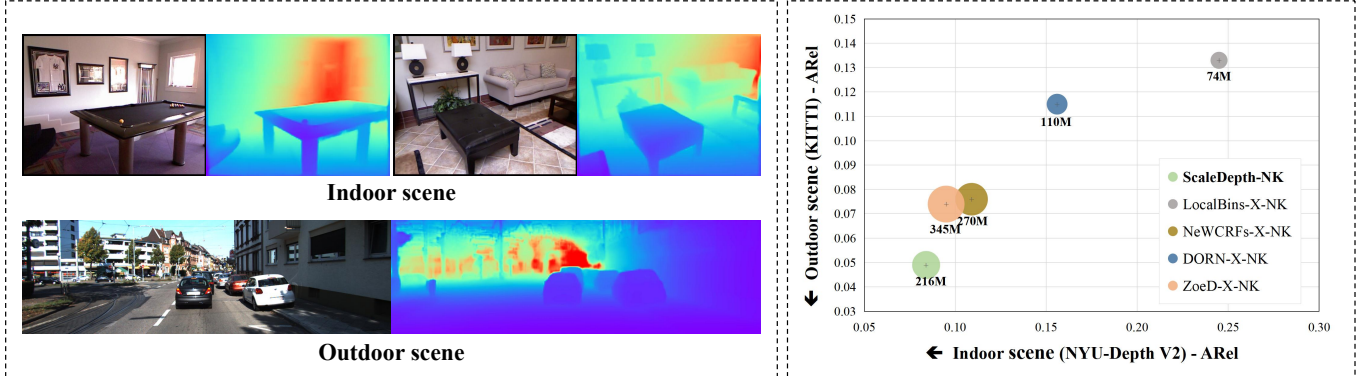 Indoor scene
Outdoor scene
← Outdoor scene (KITTI) - ARel
0.15
0.14
0.13
0.12
0.11
0.10
0.09
0.08
0.07
0.06
0.05
0.04
0.03
74M
110M
270M
345M
216M
ScaleDepth-NK
LocalBins-X-NK
NeWCRFs-X-NK
DORN-X-NK
ZoeD-X-NK
0.05 0.10 0.15 0.20 0.25 0.30
← Indoor scene (NYU-Depth V2) - ARel